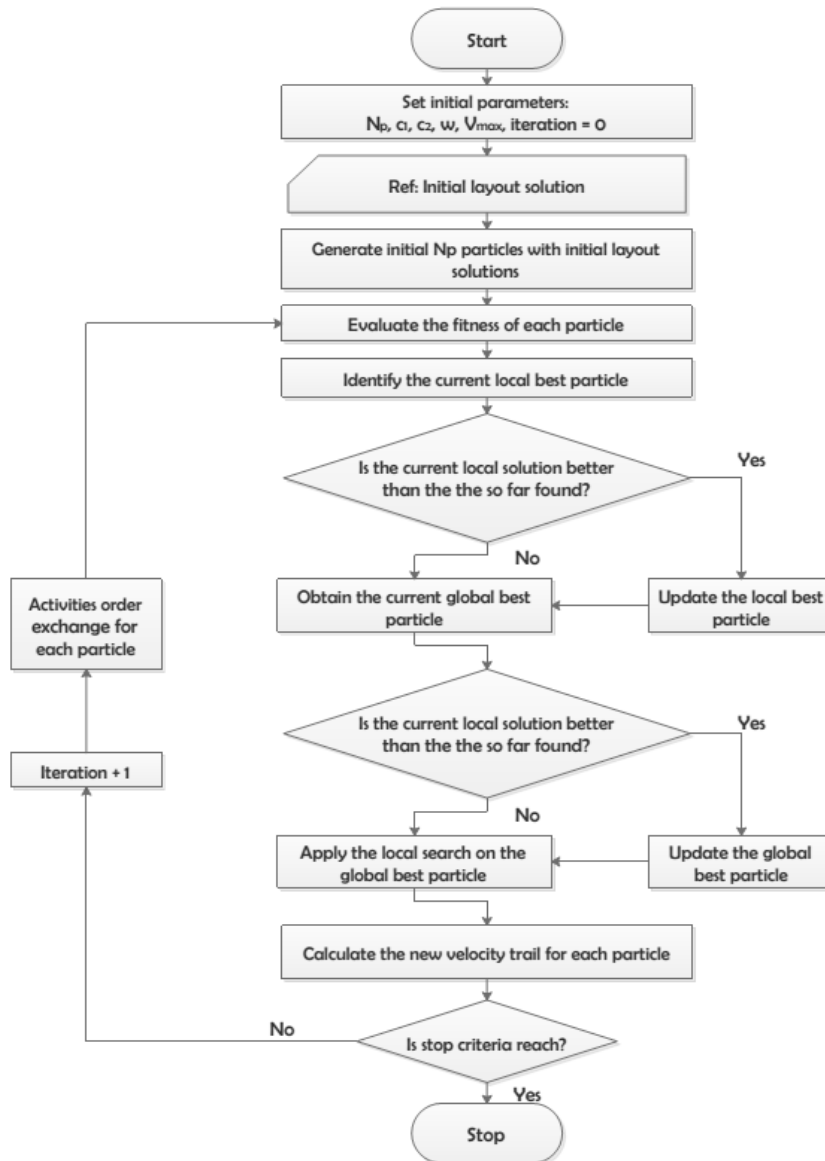 Start
Set initial parameters:
Np, c1, c2, w, Vmax, iteration = 0
Ref: Initial layout solution
Generate initial Np particles with initial layout
solutions
Evaluate the fitness of each particle
Identify the current local best particle
Is the current local solution better
than the the so far found?
Yes
No
Activities order
exchange for
each particle
Obtain the current global best
particle
Update the local best
particle
Is the current local solution better
than the the so far found?
Yes
Iteration + 1
No
Apply the local search on the
global best particle
Update the global
best particle
Calculate the new velocity trail for each particle
No
Is stop criteria reach?
Yes
Stop